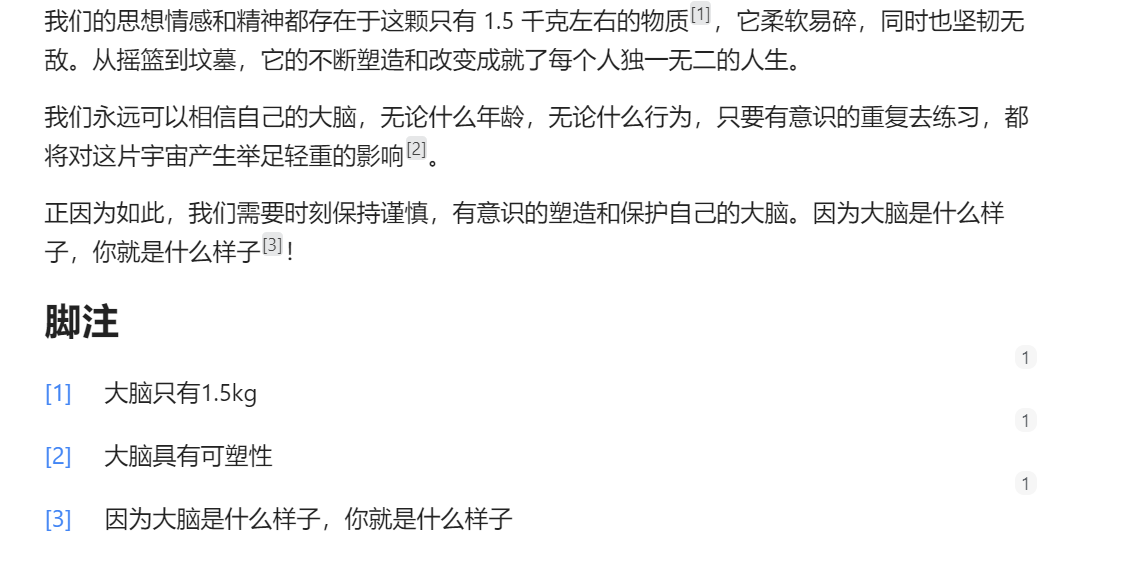 我们的思想情感和精神都存在于这颗只有 1.5 千克左右的物质[1]，它柔软易碎，同时也坚韧无
敌。从摇篮到坟墓，它的不断塑造和改变成就了每个人独一无二的人生。
我们永远可以相信自己的大脑，无论什么年龄，无论什么行为，只要有意识的重复去练习，都
将对这片宇宙产生举足轻重的影响[2]。
正因为如此，我们需要时刻保持谨慎，有意识的塑造和保护自己的大脑。因为大脑是什么样
子，你就是什么样子[3]！
脚注
1
[1] 大脑只有1.5kg
1
[2] 大脑具有可塑性
1
[3] 因为大脑是什么样子，你就是什么样子